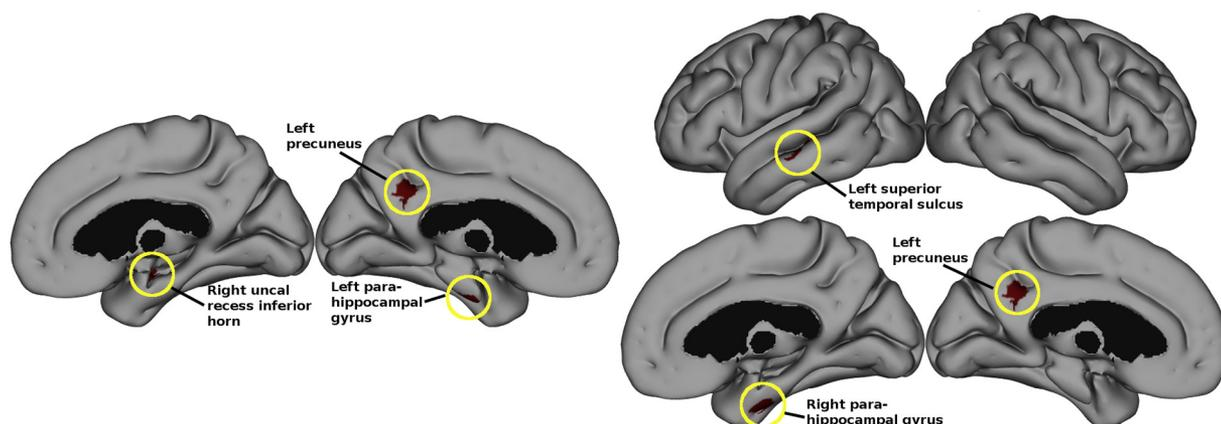 Left
precuneus
Right uncal
recess inferior
horn
Left para-
hippocampal
gyrus
Left superior
temporal sulcus
Left
precuneus
Right para-
hippocampal gyrus